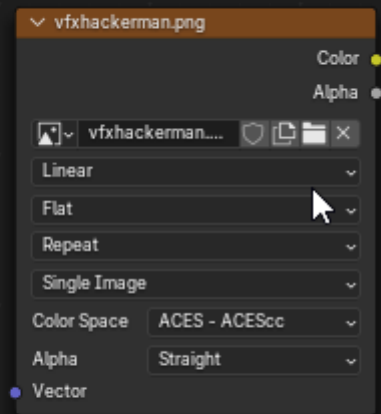 vfxhackerman.png
Color
Alpha
vfxhackerman....
Linear
Flat
Repeat
Single Image
Color Space ACES - ACEScc
Alpha Straight
Vector